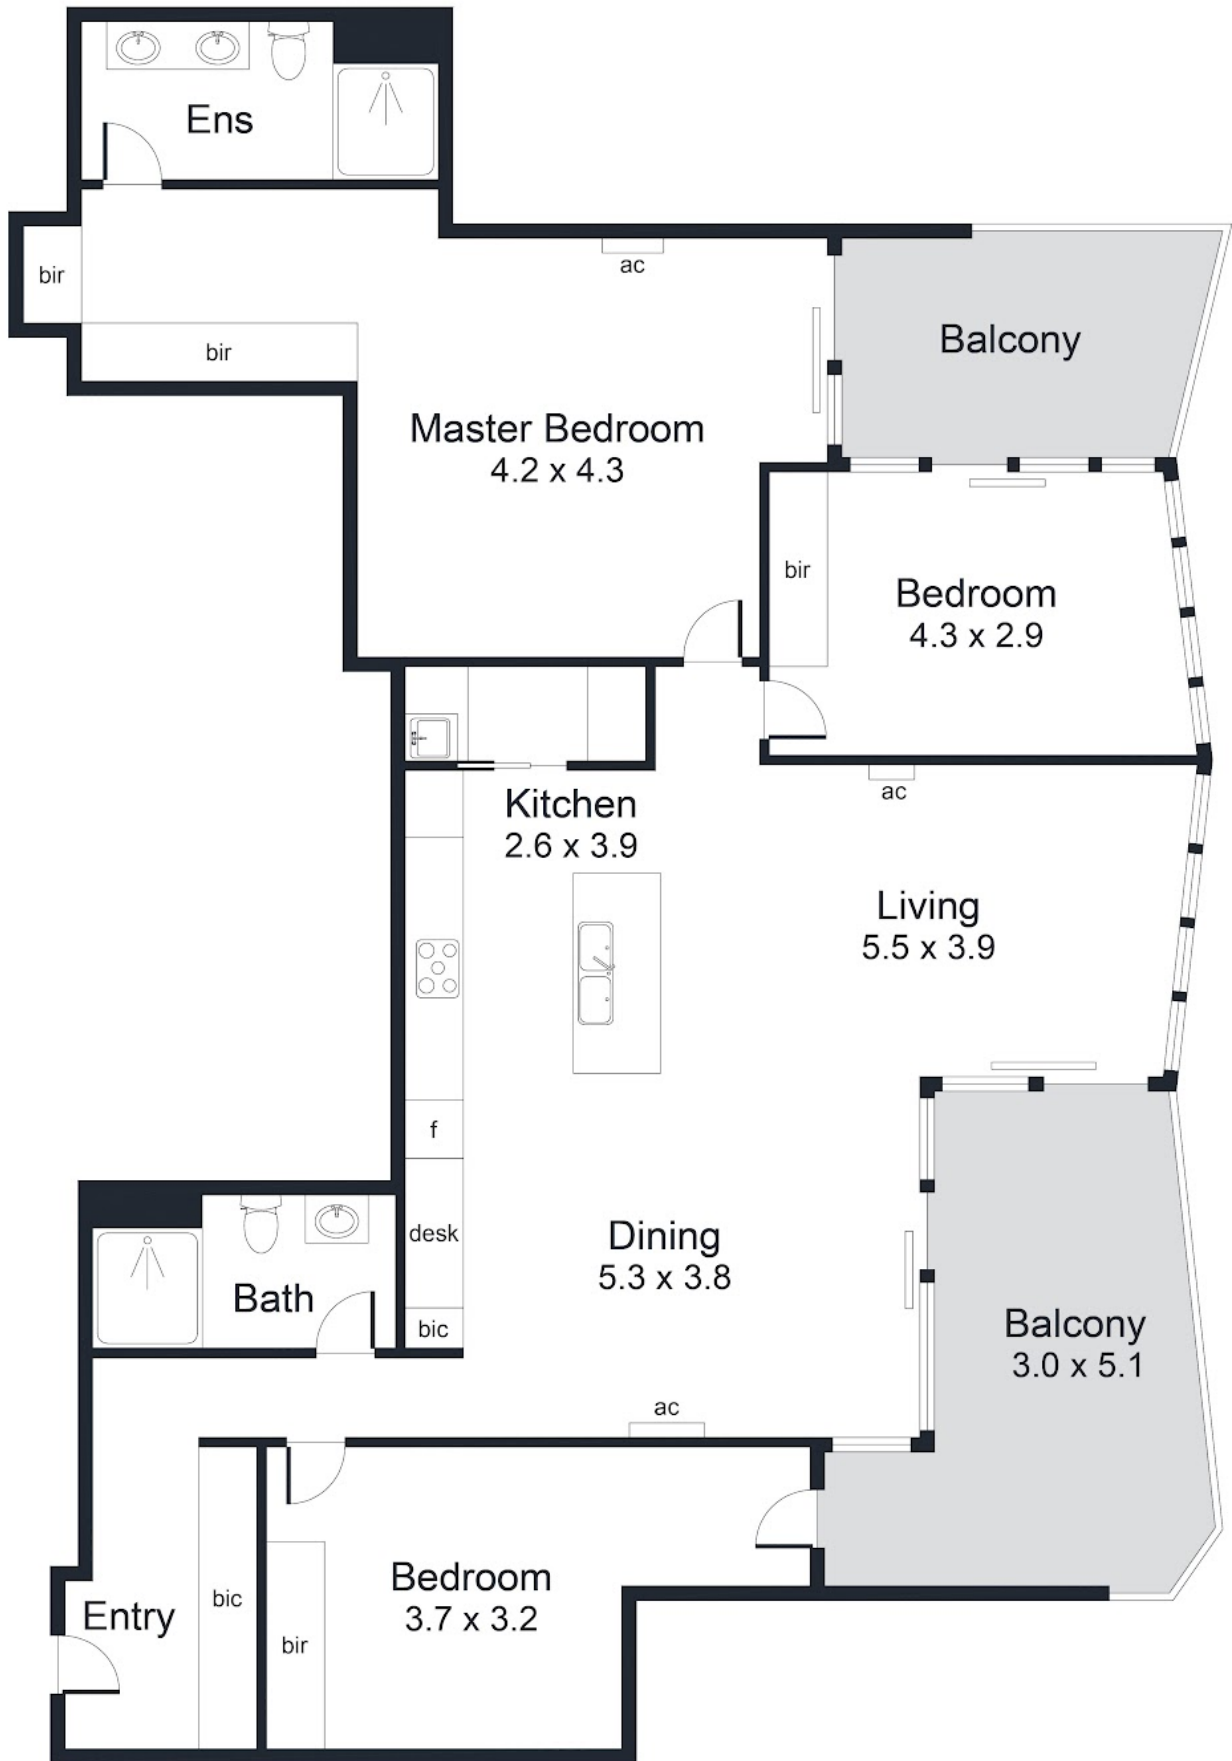 Ens
bir
ac
bir
Balcony
Master Bedroom
4.2 x 4.3
bir
Bedroom
4.3 x 2.9
Kitchen
2.6 x 3.9
ac
Living
5.5 x 3.9
f
desk
Dining
5.3 x 3.8
Bath
bic
Balcony
3.0 x 5.1
ac
Entry
bic
Bedroom
3.7 x 3.2
bir